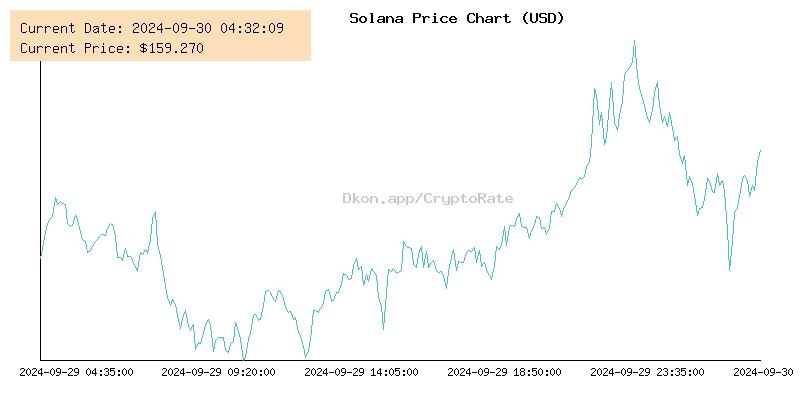 Solana Price Chart (USD)
Current Date: 2024-09-30 04:32:09
Current Price: $159.270
Dkon.app/CryptoRate
2024-09-29 04:35:00 2024-09-29 09:20:00 2024-09-29 14:05:00 2024-09-29 18:50:00 2024-09-29 23:35:00 2024-09-30